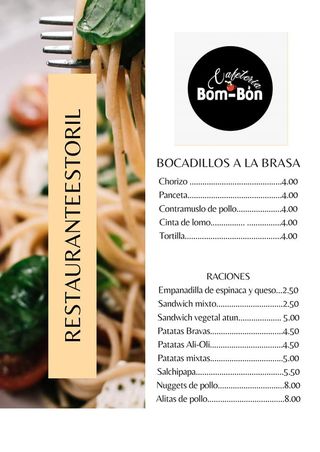 RESTAURANTEESTORIL
Cafetería
Bom-Bón
BOCADILLOS A LA BRASA
Chorizo ..........................................4.00
Panceta...........................................4.00
Contramuslo de pollo....................4.00
Cinta de lomo................ ................4.00
Tortilla............................................4.00
RACIONES
Empanadilla de espinaca y queso...2.50
Sandwich mixto...............................2.50
Sandwich vegetal atun.................... 5.00
Patatas Bravas.................................4.50
Patatas Ali-Oli.................................4.50
Patatas mixtas.................................5.00
Salchipapa.......................................5.50
Nuggets de pollo..............................8.00
Alitas de pollo...................................8.00